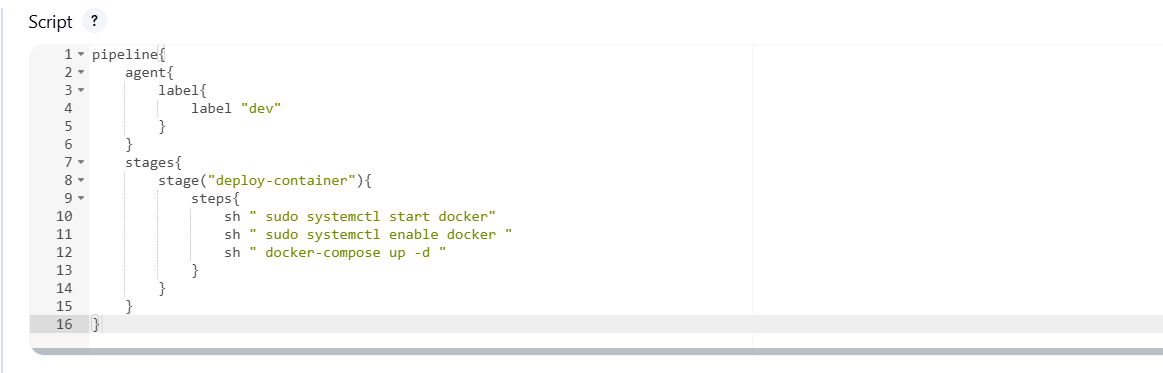 Script ?
1 pipeline{
2     agent{
3         label{
4             label "dev"
5         }
6     }
7     stages{
8         stage("deploy-container"){
9             steps{
10                 sh " sudo systemctl start docker"
11                 sh " sudo systemctl enable docker "
12                 sh " docker-compose up -d "
13             }
14         }
15     }
16 }